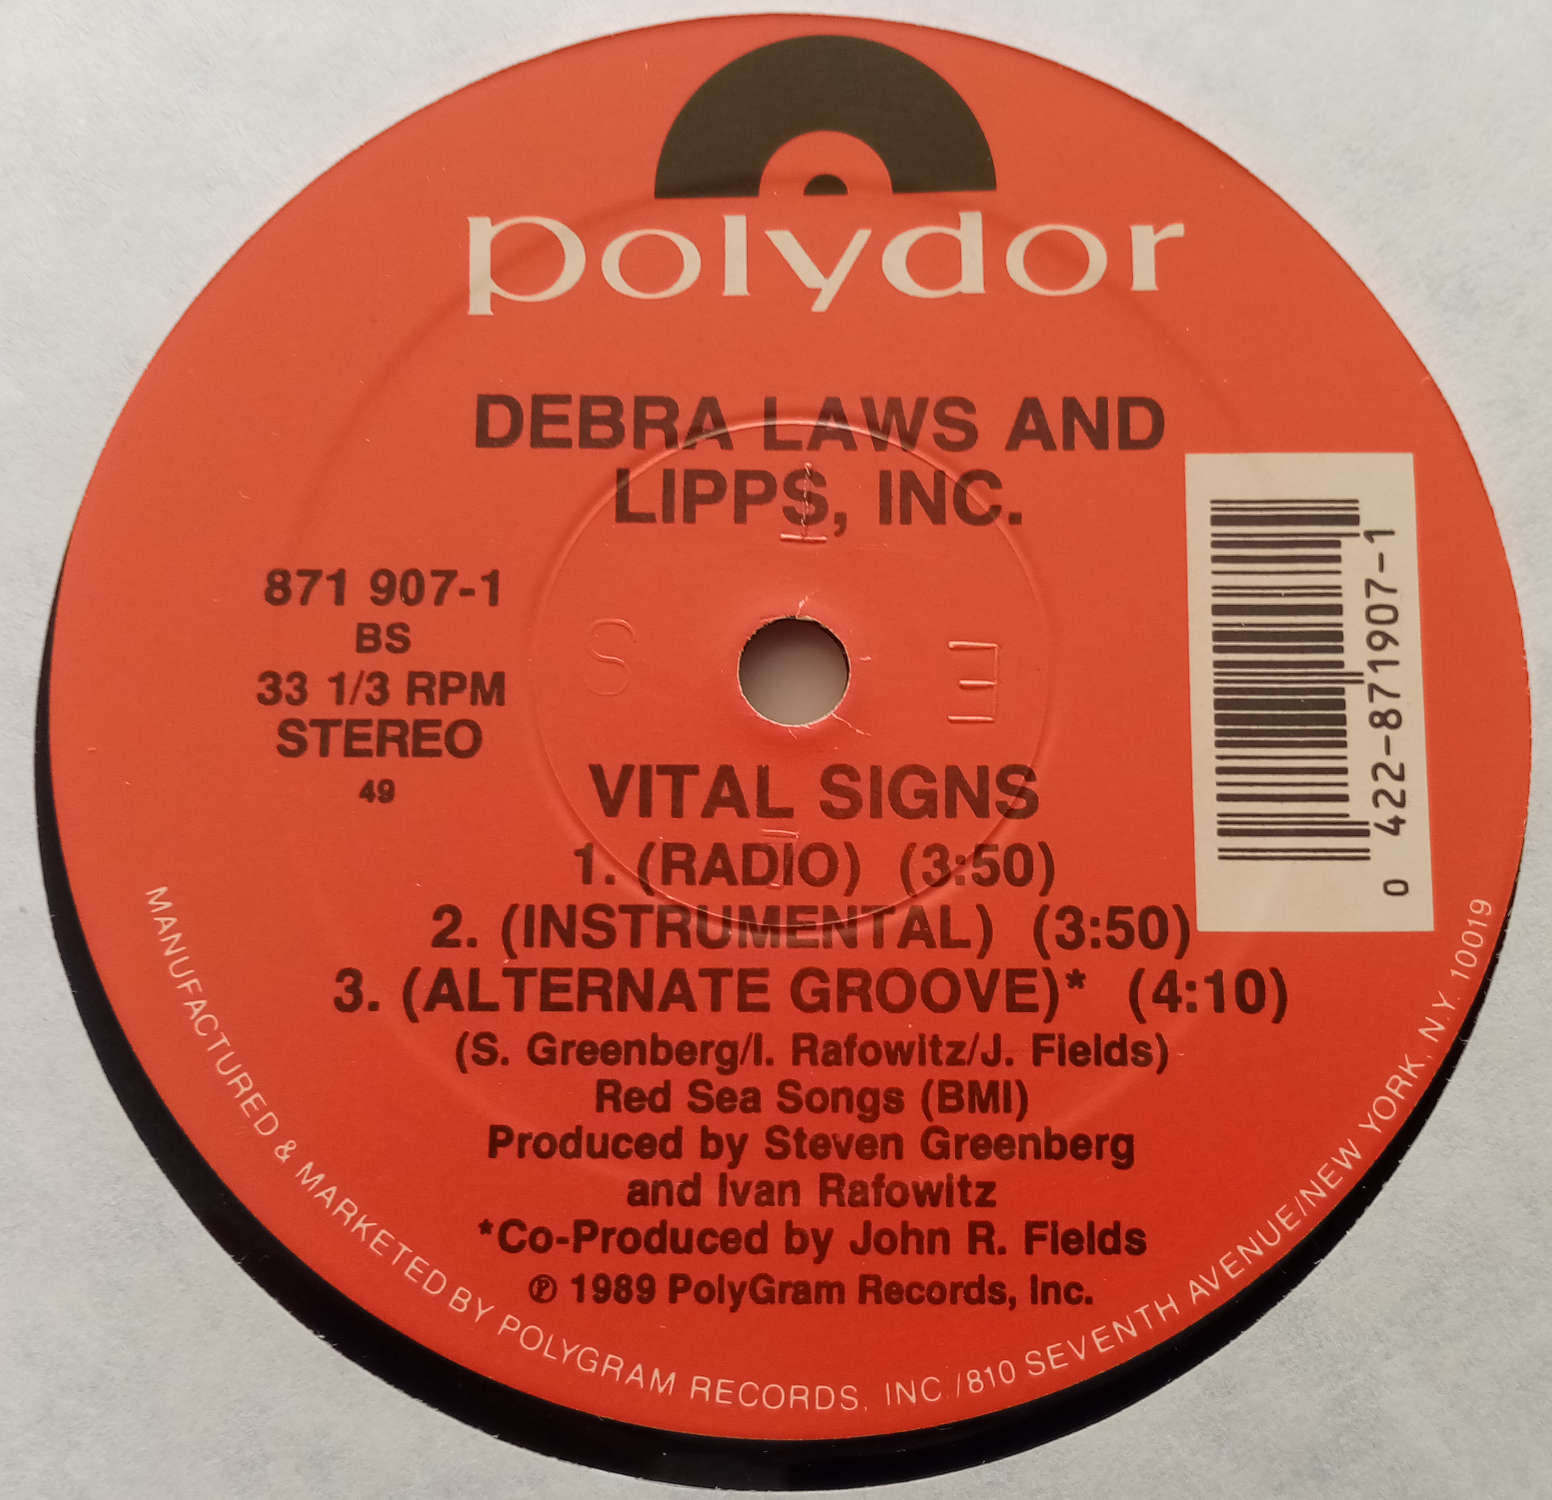 polydor
DEBRA LAWS AND
LIPPS, INC.
871 907-1
BS
33 1/3 RPM
STEREO
49
0 422-871907-1
S
VITAL SIGNS
1. (RADIO) (3:50)
2. (INSTRUMENTAL) (3:50)
3. (ALTERNATE GROOVE)* (4:10)
(S. Greenberg/I. Rafowitz/J. Fields)
Red Sea Songs (BMI)
Produced by Steven Greenberg
and Ivan Rafowitz
*Co-Produced by John R. Fields
℗ 1989 PolyGram Records, Inc.
MANUFACTURED & MARKETED BY POLYGRAM RECORDS, INC./810 SEVENTH AVENUE/NEW YORK, N.Y. 10019